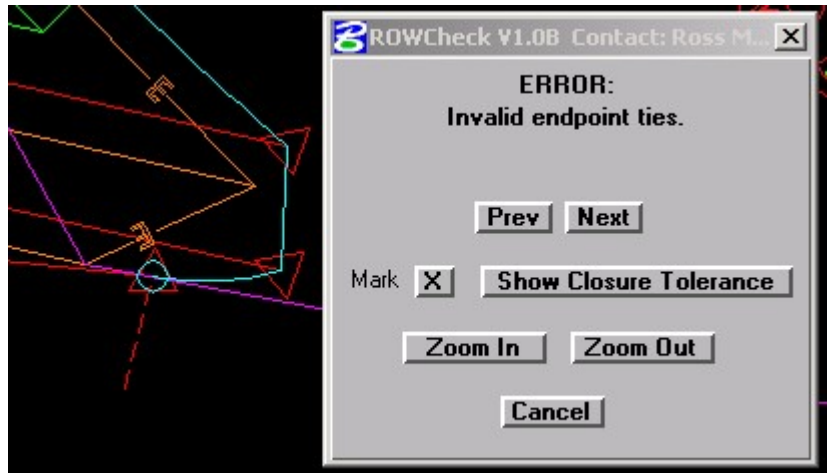 ROWCheck V1.0B Contact: Ross M...
ERROR:
Invalid endpoint ties.
Prev Next
Mark X Show Closure Tolerance
Zoom In Zoom Out
Cancel
E
E